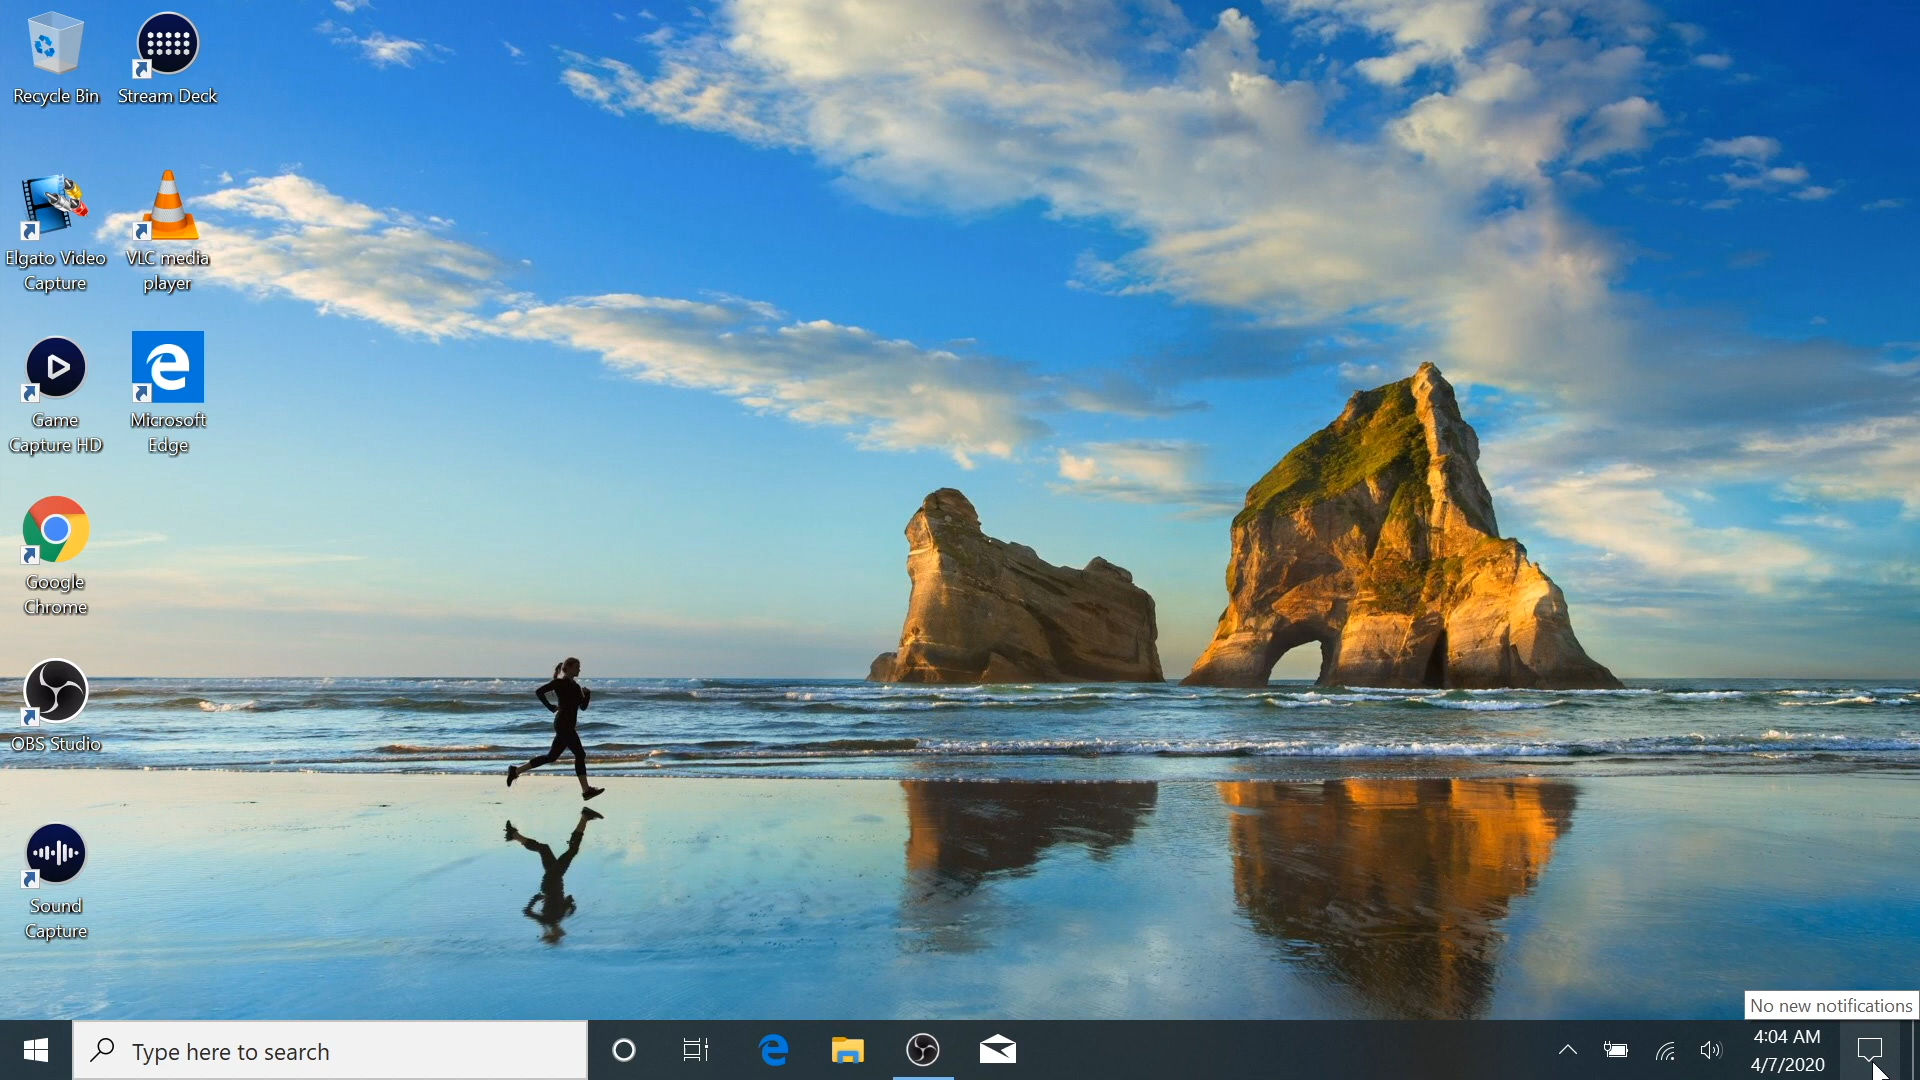 Recycle Bin
Stream Deck
Elgato Video
Capture
VLC media
player
Game
Capture HD
Microsoft
Edge
Google
Chrome
OBS Studio
Sound
Capture
No new notifications
Type here to search
4:04 AM
4/7/2020